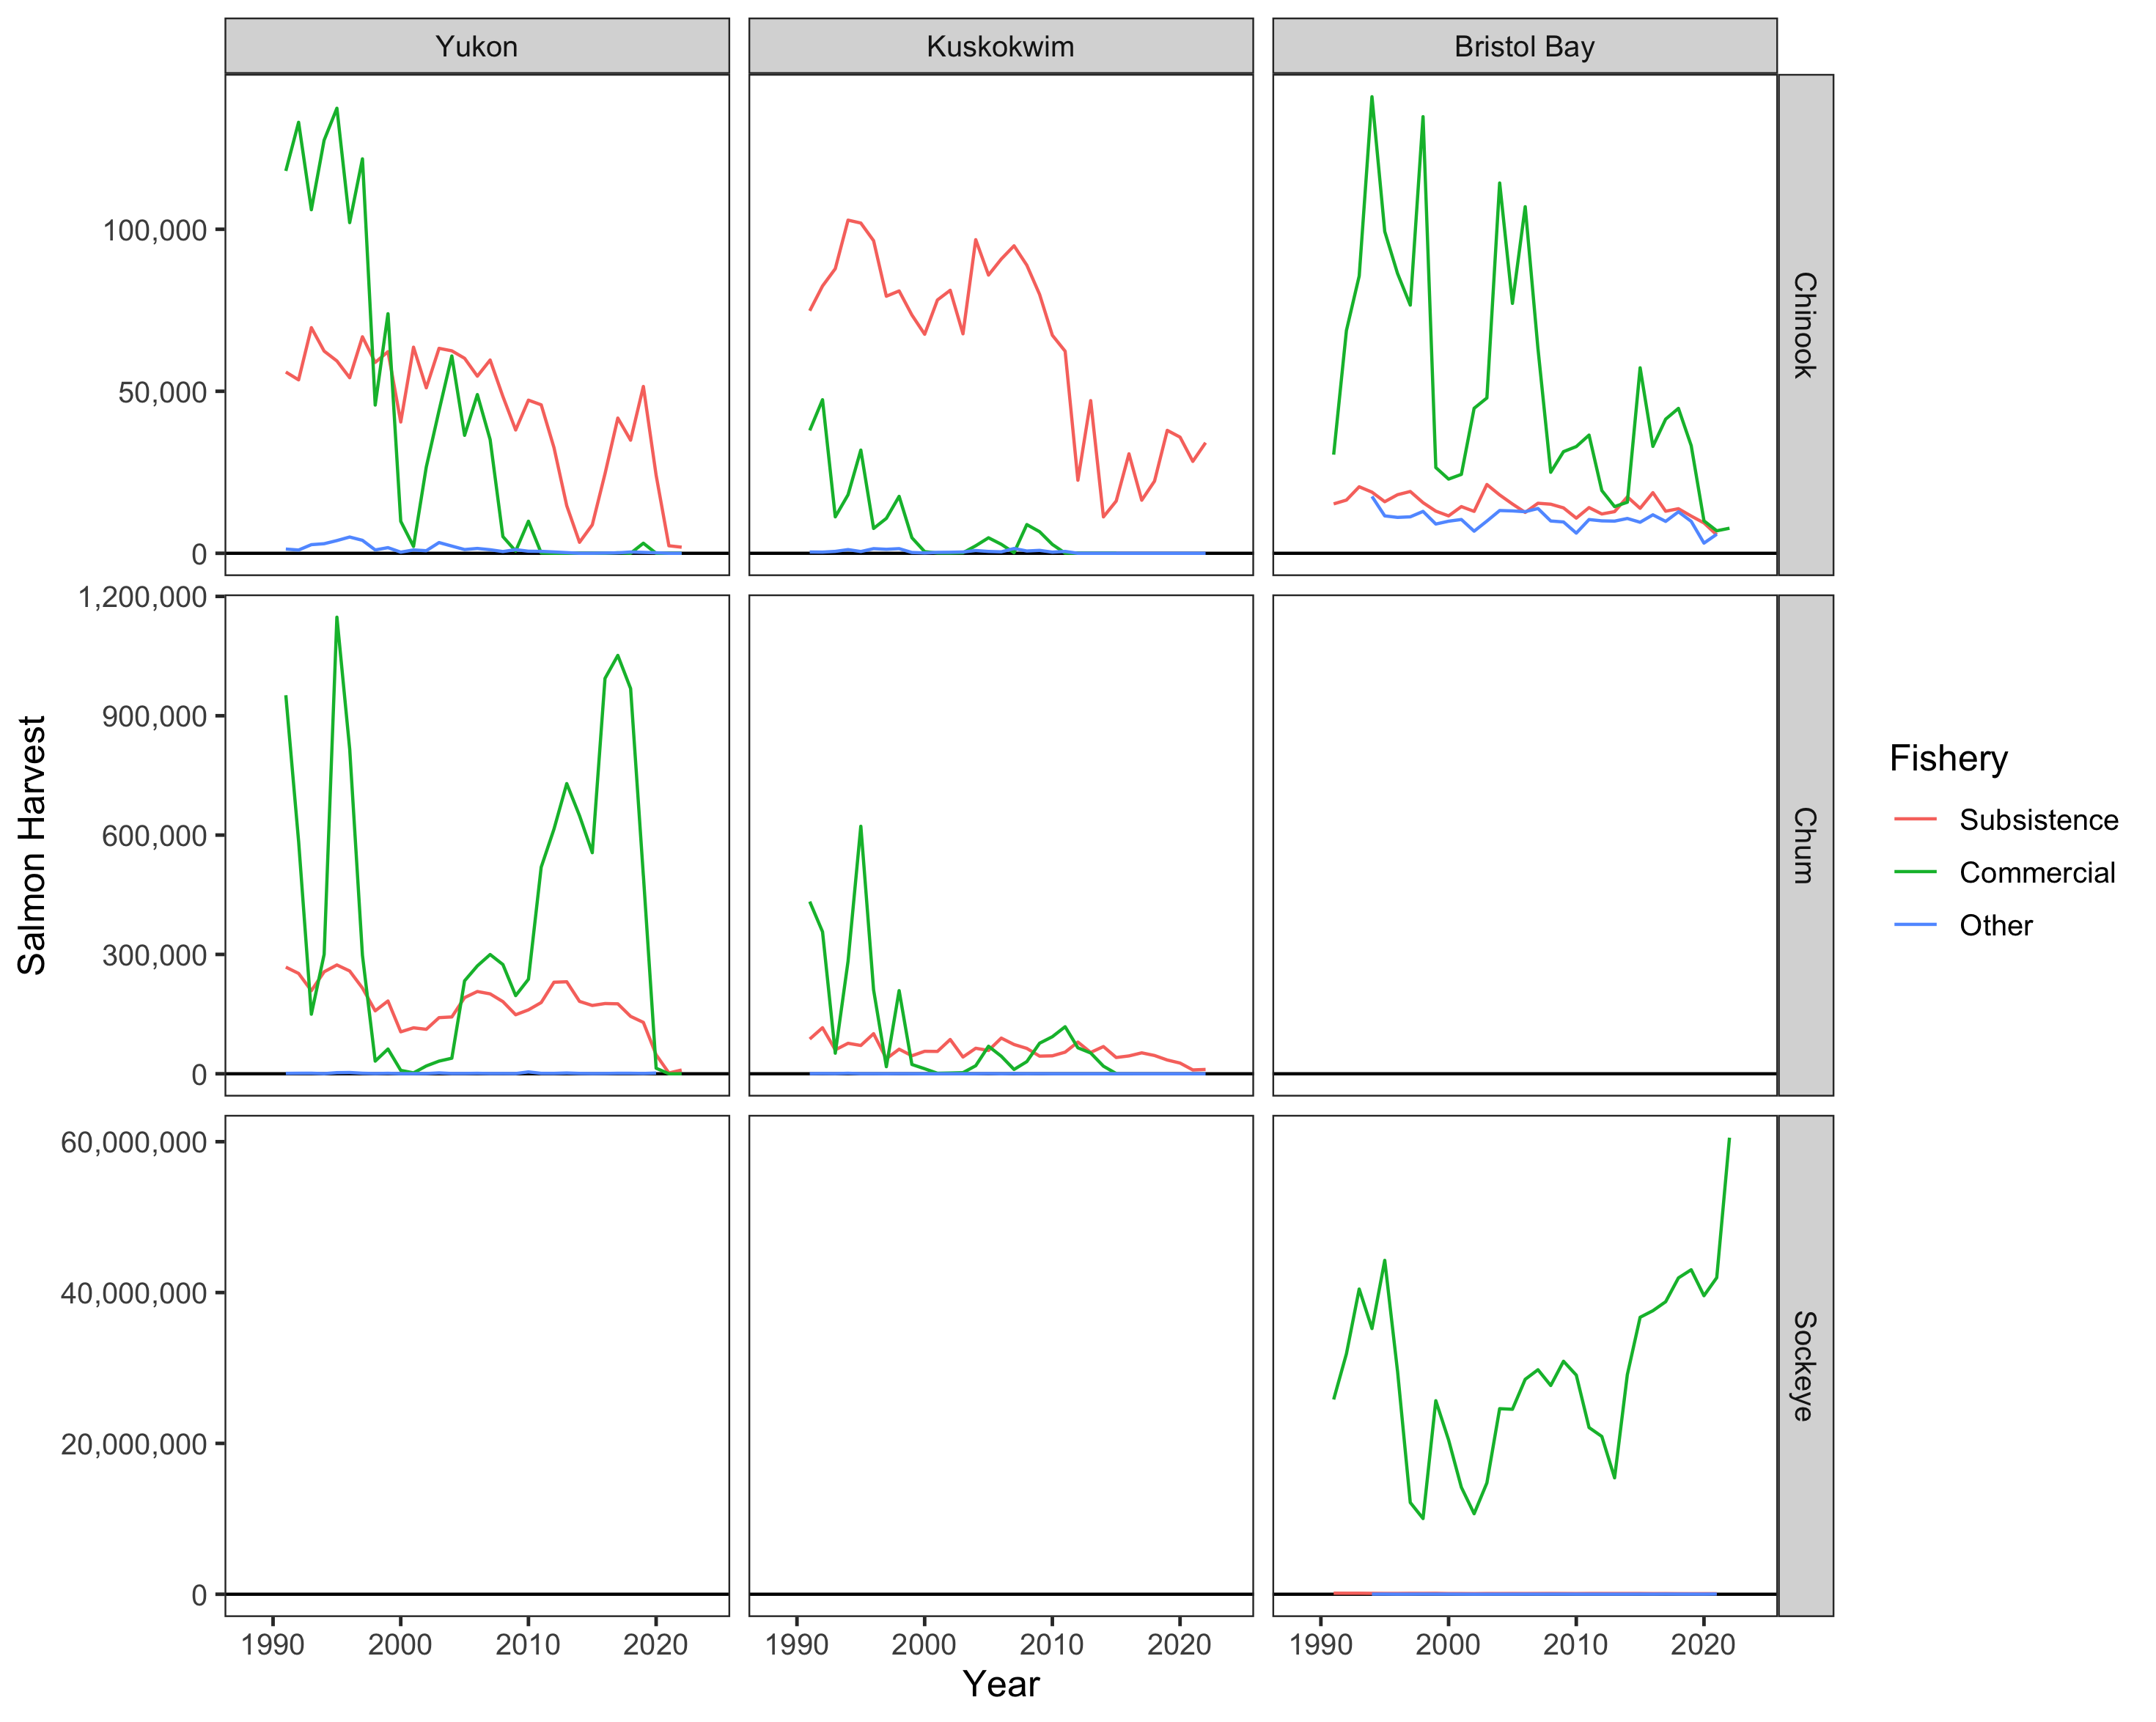 Yukon
Kuskokwim
Bristol Bay
100,000
50,000
0
Chinook
1,200,000
900,000
600,000
300,000
0
Chum
60,000,000
40,000,000
20,000,000
0
Sockeye
1990 2000 2010 2020
1990 2000 2010 2020
1990 2000 2010 2020
Year
Salmon Harvest
Fishery
Subsistence
Commercial
Other